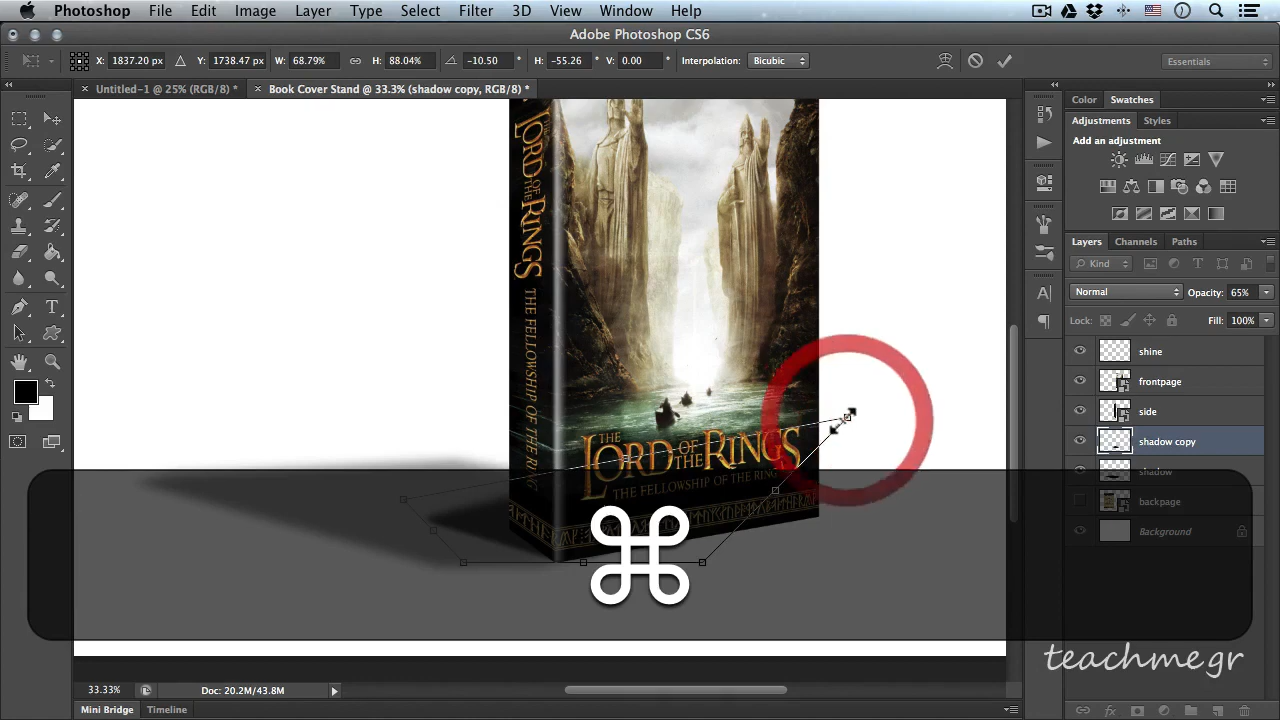 Photoshop File Edit Image Layer Type Select Filter 3D View Window Help
Adobe Photoshop CS6
X: 1837.20 px Y: 1738.47 px W: 68.79% H: 88.04% -10.50 ° H: -55.26 ° V: 0.00 ° Interpolation: Bicubic Essentials
Untitled-1 @ 25% (RGB/8) * Book Cover Stand @ 33.3% (shadow copy, RGB/8) *
Color Swatches
Adjustments Styles
Add an adjustment
Layers Channels Paths
Kind
Normal Opacity: 65%
Lock: Fill: 100%
shine
frontpage
side
shadow copy
shadow
backpage
Background
THE LORD OF THE RINGS
THE FELLOWSHIP OF THE RING
THE
LORD OF THE RINGS
THE FELLOWSHIP OF THE RING
⌘
teachmegr
33.33% Doc: 20.2M/43.8M
Mini Bridge Timeline